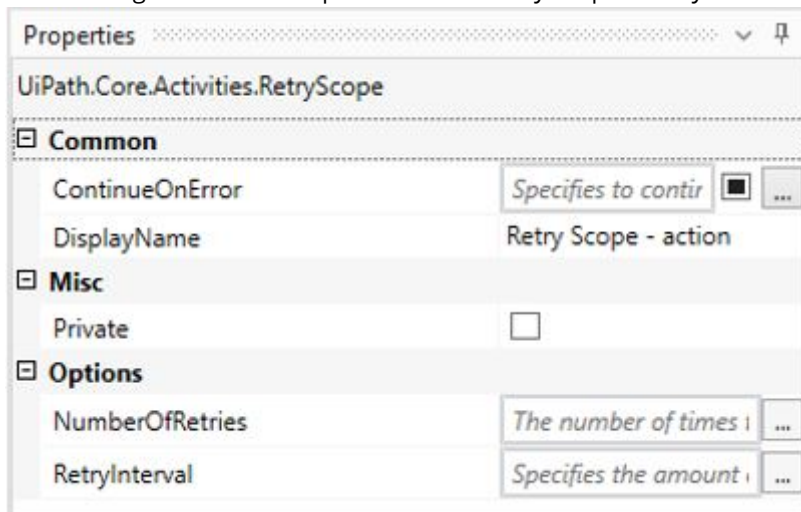 Properties
UiPath.Core.Activities.RetryScope
Common
ContinueOnError Specifies to contir ...
DisplayName Retry Scope - action
Misc
Private
Options
NumberOfRetries The number of times ...
RetryInterval Specifies the amount ...